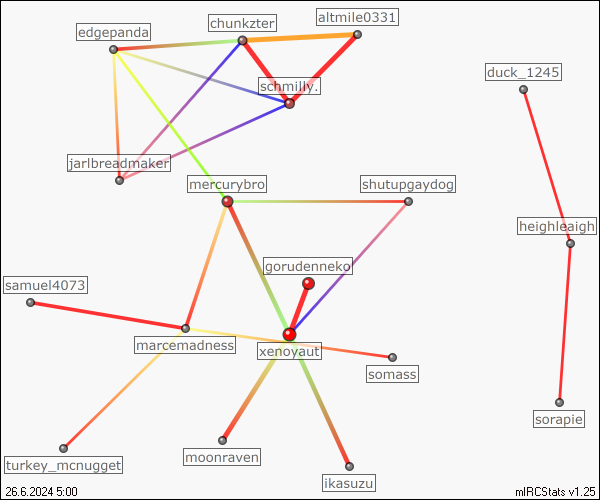 altmile0331
chunkzter
edgepanda
duck_1245
schmilly.
jarlbreadmaker
mercurybro
shutupgaydog
heighleaigh
gorudenneko
samuel4073
marcemadness
xenoyaut
somass
sorapie
turkey_mcnugget
moonraven
ikasuzu
26.6.2024 5:00
mIRCStats v1.25